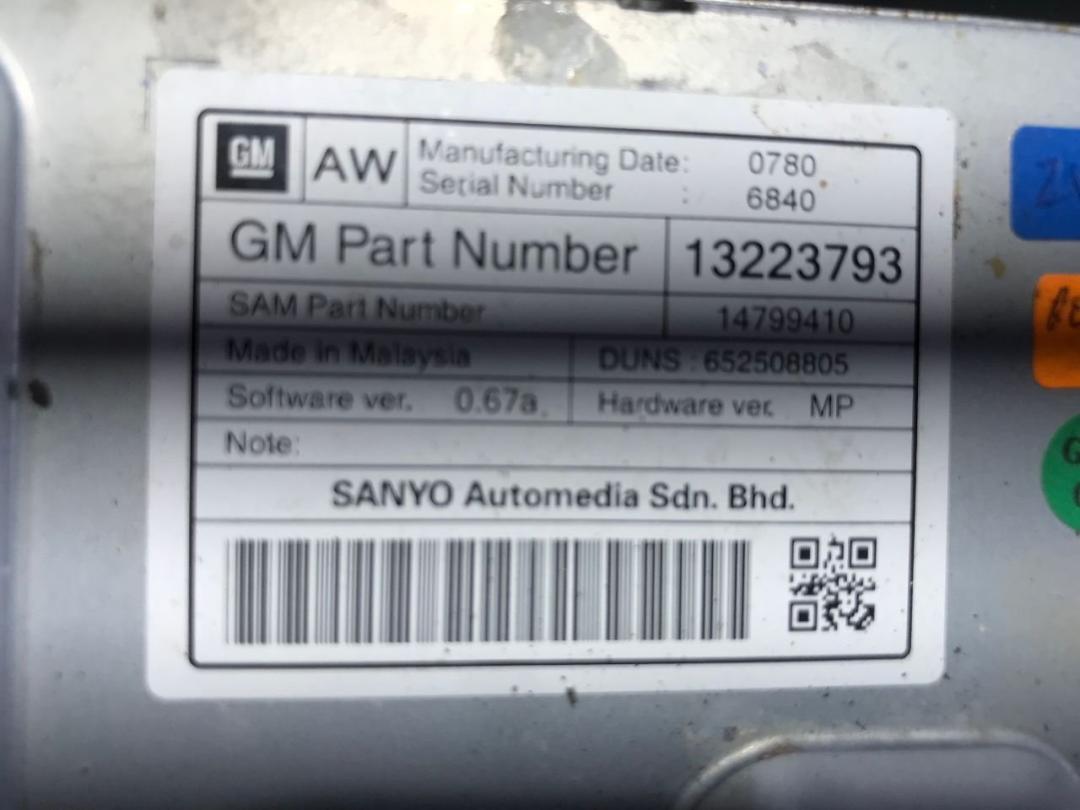 GM AW Manufacturing Date: 0780
Serial Number : 6840
GM Part Number 13223793
SAM Part Number 14799410
Made in Malaysia DUNS : 652508805
Software ver. 0.67a. Hardware ver. MP
Note:
SANYO Automedia Sdn. Bhd.